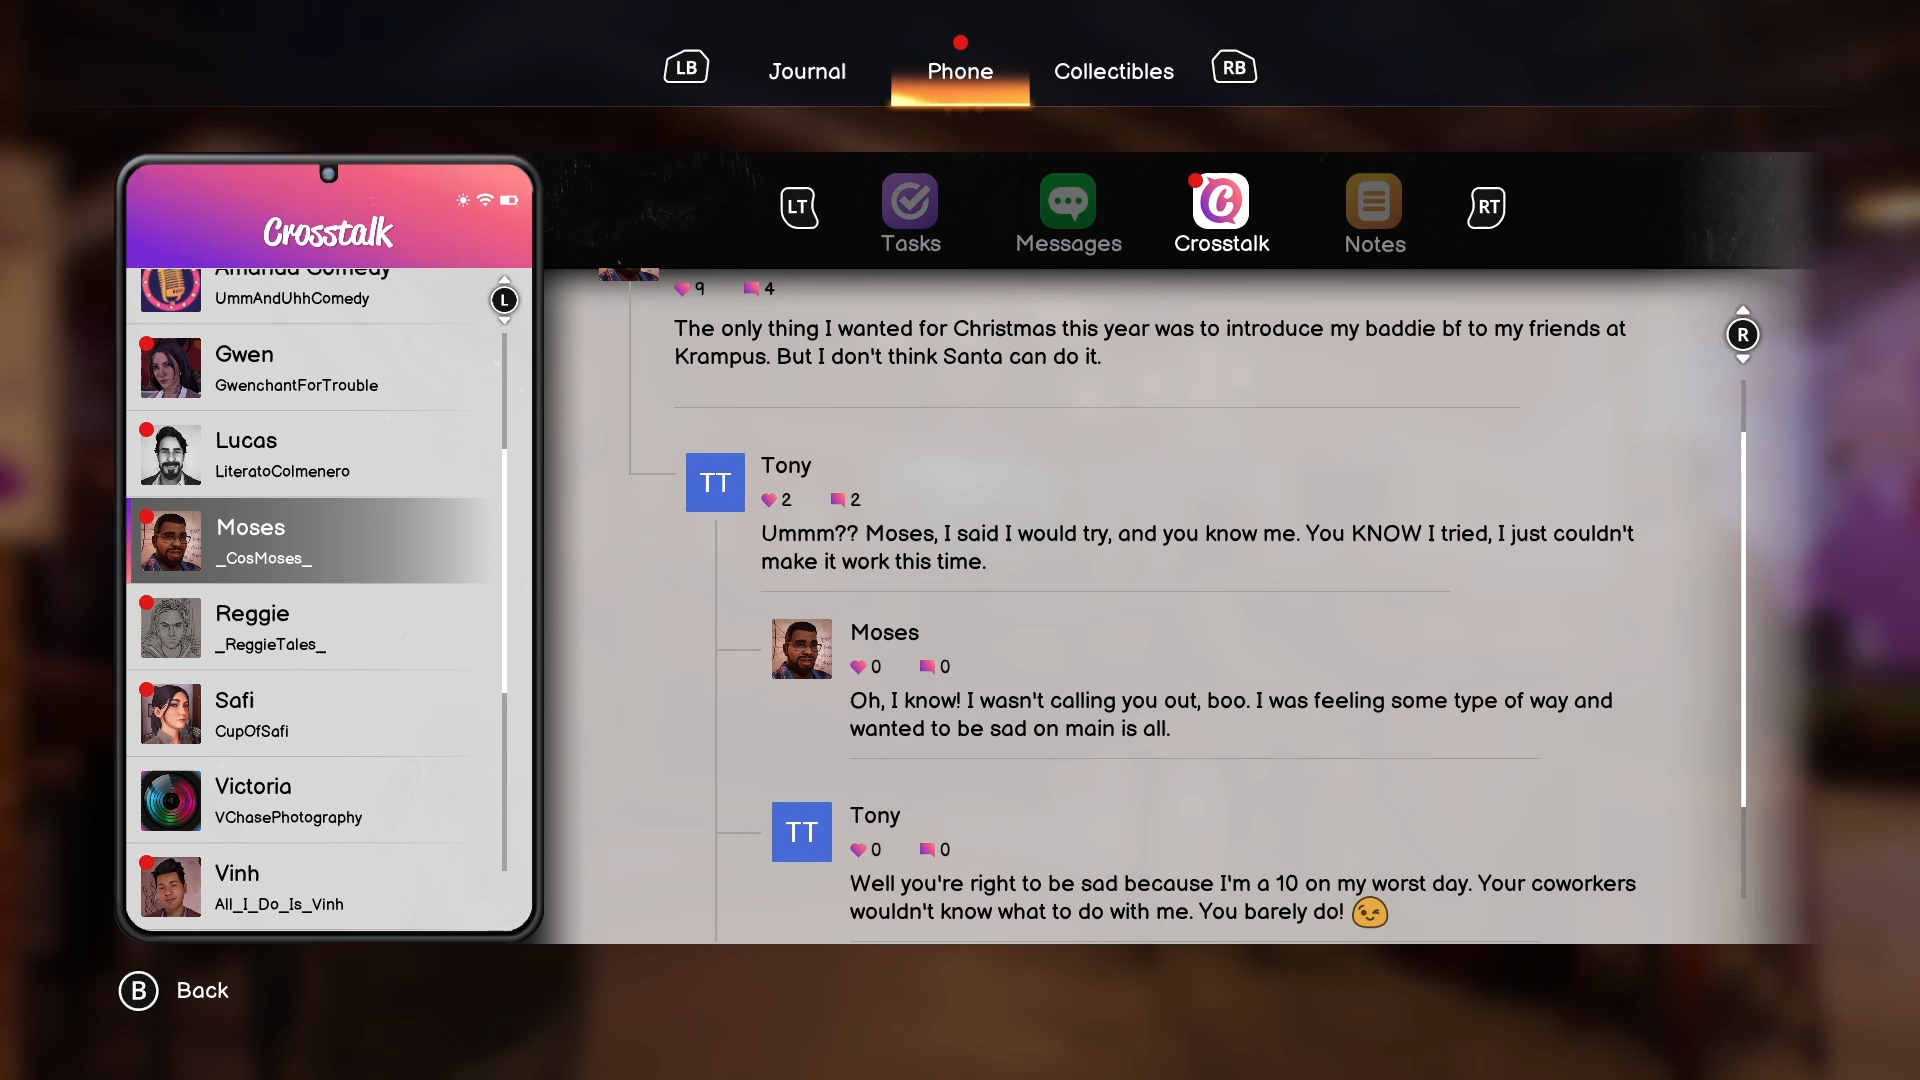 LB
Journal
Phone
Collectibles
RB
Crosstalk
LT
Tasks
Messages
Crosstalk
Notes
RT
Amanda Comedy
UmmAndUhhComedy
L
Gwen
GwenchantForTrouble
Lucas
LiteratoColmenero
Moses
_CosMoses_
Reggie
_ReggieTales_
Safi
CupOfSafi
Victoria
VChasePhotography
Vinh
All_I_Do_Is_Vinh
9 4
The only thing I wanted for Christmas this year was to introduce my baddie bf to my friends at
Krampus. But I don't think Santa can do it.
R
TT
Tony
2 2
Ummm?? Moses, I said I would try, and you know me. You KNOW I tried, I just couldn't
make it work this time.
Moses
0 0
Oh, I know! I wasn't calling you out, boo. I was feeling some type of way and
wanted to be sad on main is all.
TT
Tony
0 0
Well you're right to be sad because I'm a 10 on my worst day. Your coworkers
wouldn't know what to do with me. You barely do! 😉
B Back